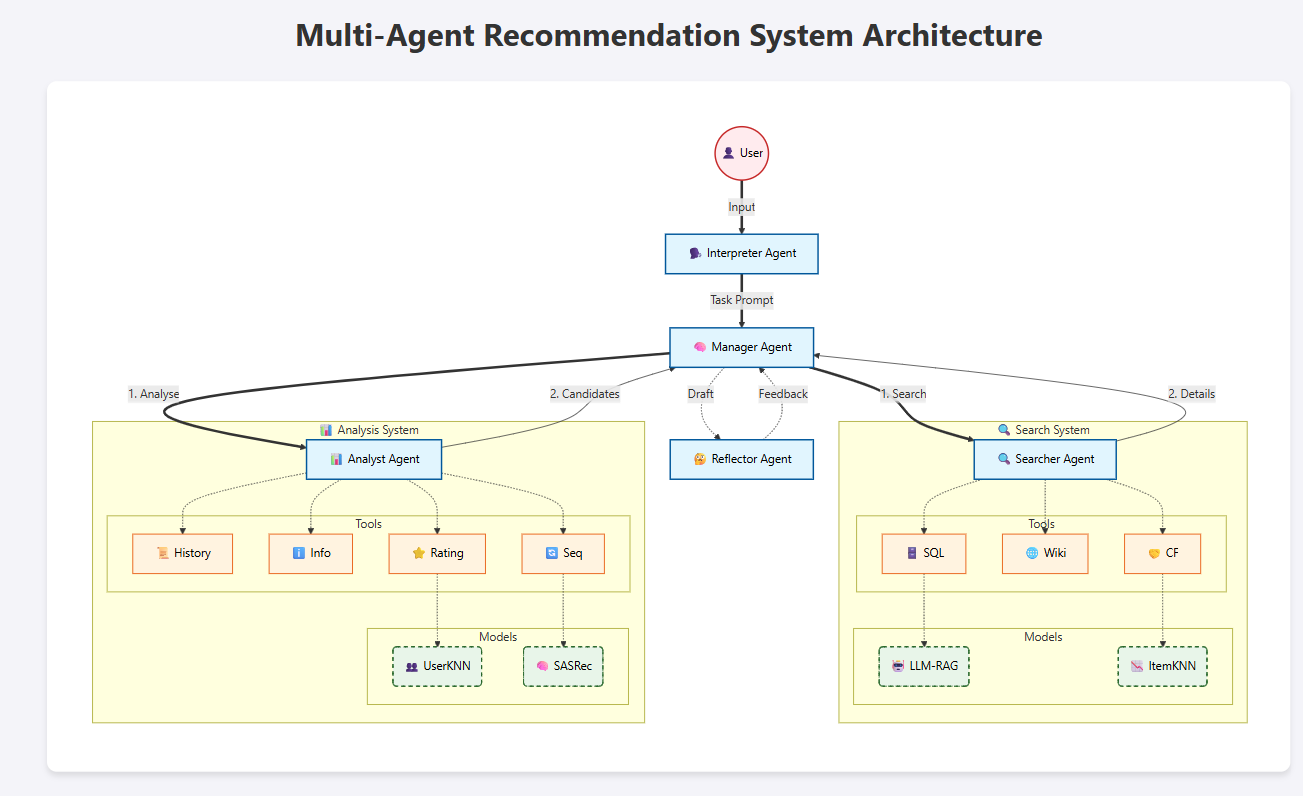 Multi-Agent Recommendation System Architecture
User
Input
Interpreter Agent
Task Prompt
Manager Agent
1. Analyse
2. Candidates
Draft
Feedback
1. Search
2. Details
Analysis System
Search System
Analyst Agent
Reflector Agent
Searcher Agent
Tools
Tools
History
Info
Rating
Seq
SQL
Wiki
CF
Models
Models
UserKNN
SASRec
LLM-RAG
ItemKNN